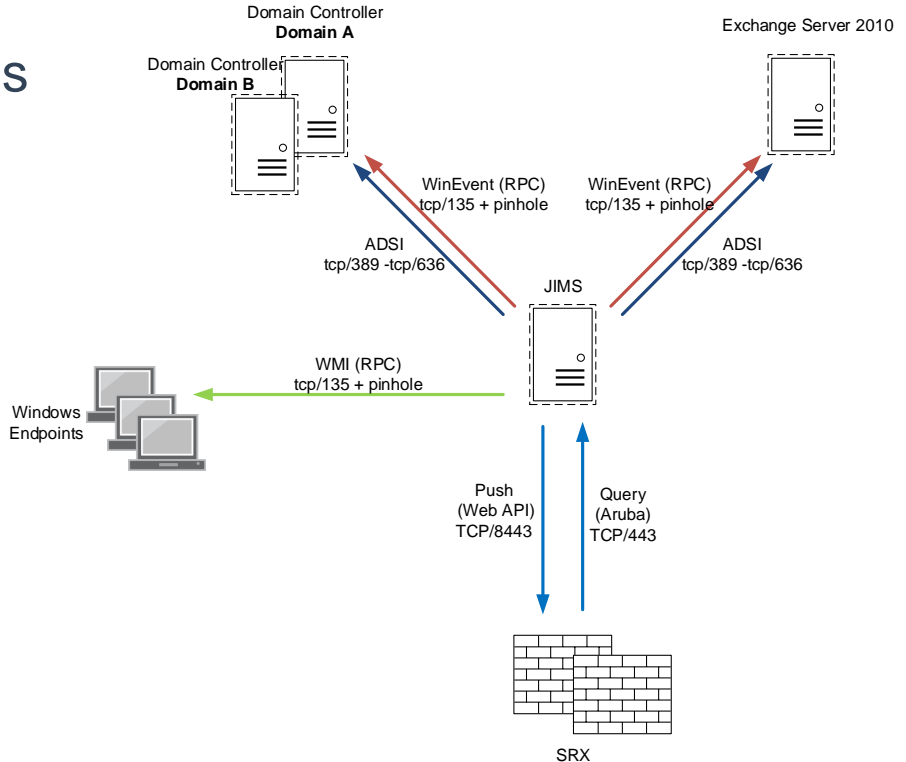 Domain Controller
Domain A
Exchange Server 2010
s
Domain Controller
Domain B
WinEvent (RPC)
tcp/135 + pinhole
WinEvent (RPC)
tcp/135 + pinhole
ADSI
tcp/389 -tcp/636
ADSI
tcp/389 -tcp/636
JIMS
WMI (RPC)
tcp/135 + pinhole
Windows
Endpoints
Push
(Web API)
TCP/8443
Query
(Aruba)
TCP/443
SRX